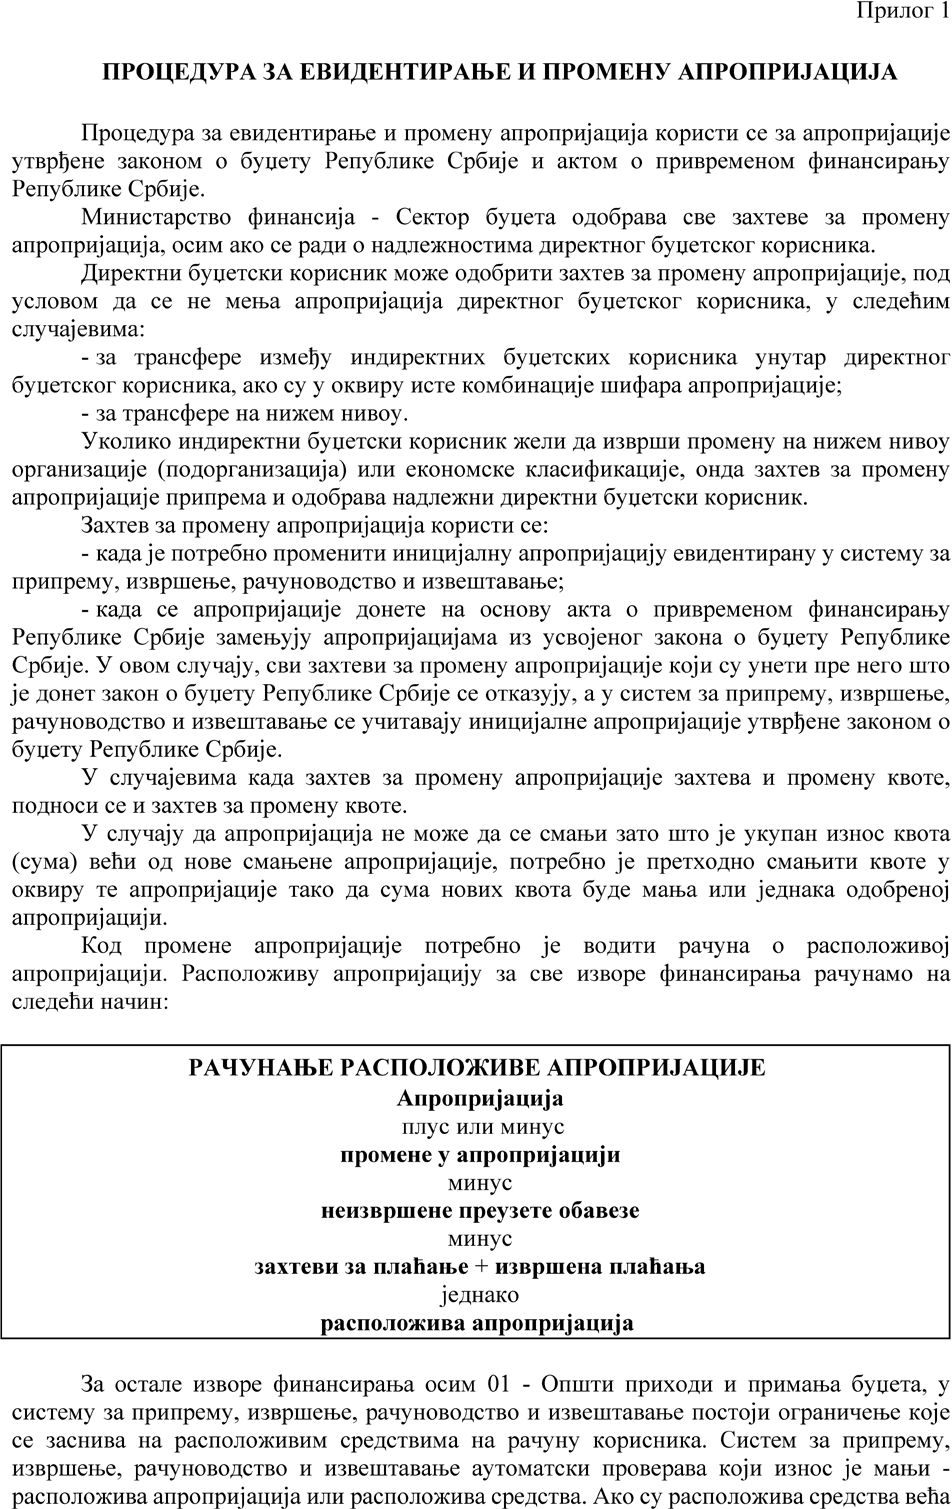 Прилог 1
ПРОЦЕДУРА ЗА ЕВИДЕНТИРАЊЕ И ПРОМЕНУ АПРОПРИЈАЦИЈА
Процедура за евидентирање и промену апропријација користи се за апропријације
утврђене законом о буџету Републике Србије и актом о привременом финансирању
Републике Србије.
Министарство финансија - Сектор буџета одобрава све захтеве за промену
апропријација, осим ако се ради о надлежностима директног буџетског корисника.
Директни буџетски корисник може одобрити захтев за промену апропријације, под
условом да се не мења апропријација директног буџетског корисника, у следећим
случајевима:
- за трансфере између индиректних буџетских корисника унутар директног
буџетског корисника, ако су у оквиру исте комбинације шифара апропријације;
- за трансфере на нижем нивоу.
Уколико индиректни буџетски корисник жели да изврши промену на нижем нивоу
организације (подорганизација) или економске класификације, онда захтев за промену
апропријације припрема и одобрава надлежни директни буџетски корисник.
Захтев за промену апропријација користи се:
- када је потребно променити иницијалну апропријацију евидентирану у систему за
припрему, извршење, рачуноводство и извештавање;
- када се апропријације донете на основу акта о привременом финансирању
Републике Србије замењују апропријацијама из усвојеног закона о буџету Републике
Србије. У овом случају, сви захтеви за промену апропријације који су унети пре него што
је донет закон о буџету Републике Србије се отказују, а у систем за припрему, извршење,
рачуноводство и извештавање се учитавају иницијалне апропријације утврђене законом о
буџету Републике Србије.
У случајевима када захтев за промену апропријације захтева и промену квоте,
подноси се и захтев за промену квоте.
У случају да апропријација не може да се смањи зато што је укупан износ квота
(сума) већи од нове смањене апропријације, потребно је претходно смањити квоте у
оквиру те апропријације тако да сума нових квота буде мања или једнака одобреној
апропријацији.
Код промене апропријације потребно је водити рачуна о расположивој
апропријацији. Расположиву апропријацију за све изворе финансирања рачунамо на
следећи начин:
РАЧУНАЊЕ РАСПОЛОЖИВЕ АПРОПРИЈАЦИЈЕ
Апропријација
плус или минус
промене у апропријацији
минус
неизвршене преузете обавезе
минус
захтеви за плаћање + извршена плаћања
једнако
расположива апропријација
За остале изворе финансирања осим 01 - Општи приходи и примања буџета, у
систему за припрему, извршење, рачуноводство и извештавање постоји ограничење које
се заснива на расположивим средствима на рачуну корисника. Систем за припрему,
извршење, рачуноводство и извештавање аутоматски проверава који износ је мањи -
расположива апропријација или расположива средства. Ако су расположива средства већа